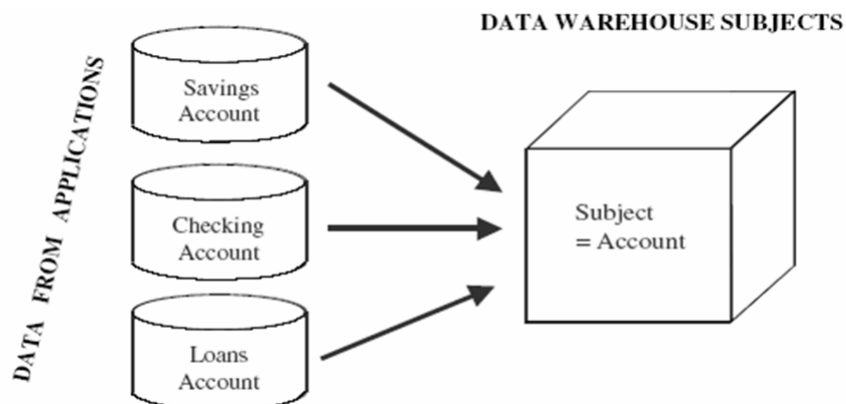 DATA WAREHOUSE SUBJECTS
DATA FROM APPLICATIONS
Savings
Account
Checking
Account
Loans
Account
Subject
= Account